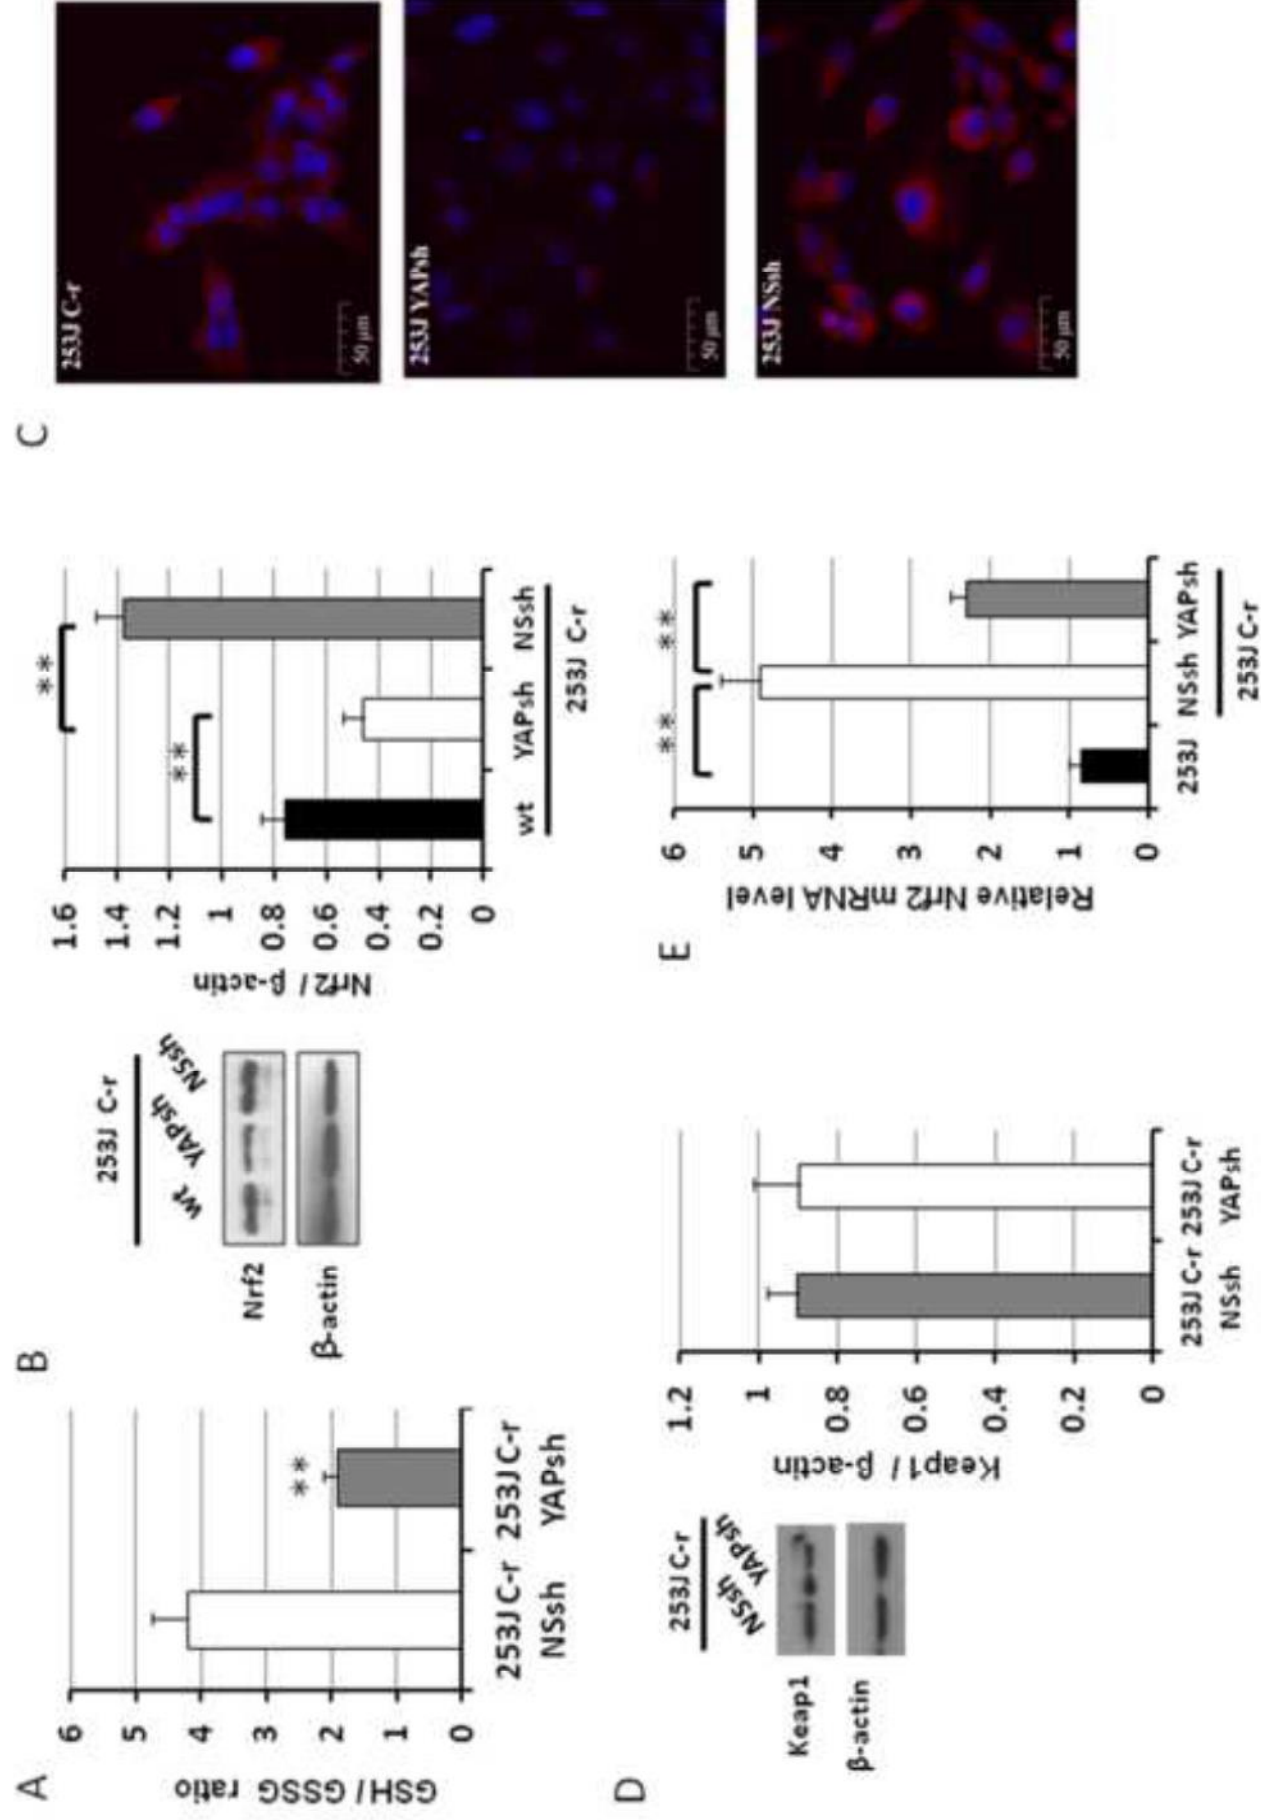 A
GSH / GSSG ratio
6
5
4
3
2
1
0
**
253J C-r 253J C-r
NSsh YAPsh
B
253J C-r
wt YAPsh NSsh
Nrf2
β-actin
Nrf2 / β-actin
1.6
1.4
1.2
1
0.8
0.6
0.4
0.2
0
**
**
wt YAPsh NSsh
253J C-r
C
253J C-r
50 µm
253J YAPsh
50 µm
253J NSsh
50 µm
D
253J C-r
NSsh YAPsh
Keap1
β-actin
Keap1 / β-actin
1.2
1
0.8
0.6
0.4
0.2
0
253J C-r 253J C-r
NSsh YAPsh
E
Relative Nrf2 mRNA level
6
5
4
3
2
1
0
** **
253J NSsh YAPsh
253J C-r